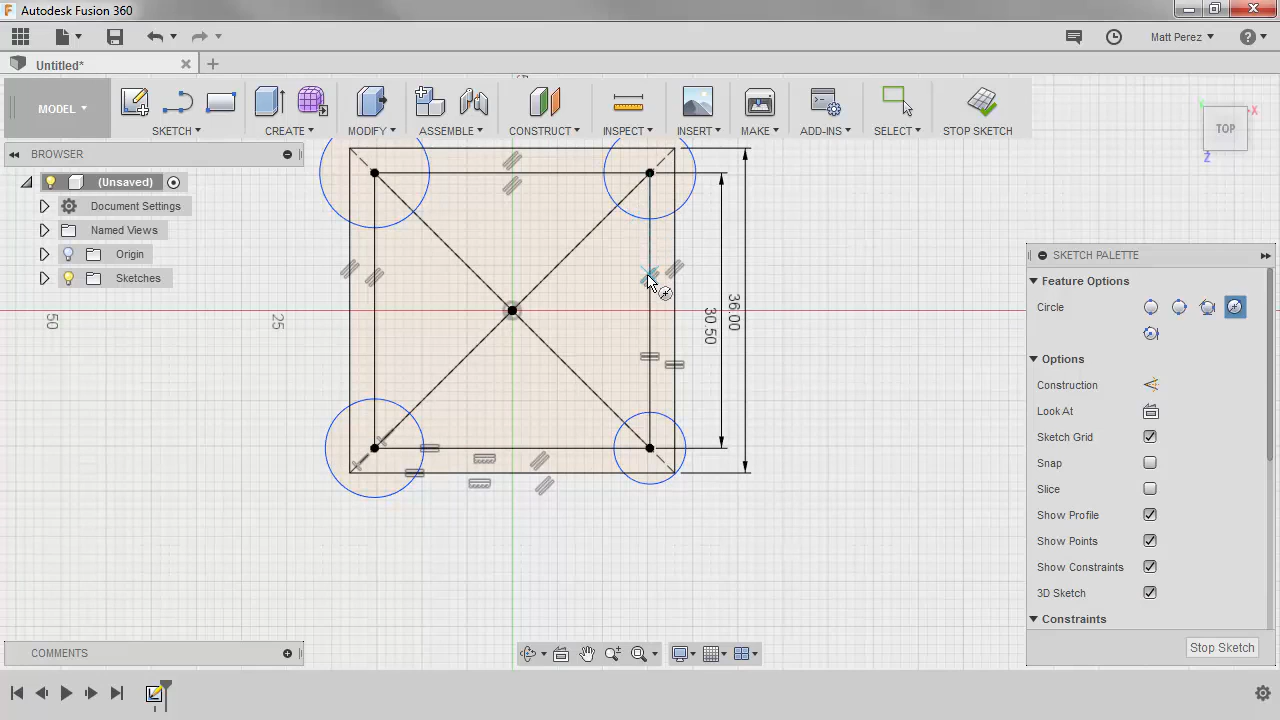 Autodesk Fusion 360
Matt Perez
Untitled*
MODEL
SKETCH
CREATE
MODIFY
ASSEMBLE
CONSTRUCT
INSPECT
INSERT
MAKE
ADD-INS
SELECT
STOP SKETCH
BROWSER
(Unsaved)
Document Settings
Named Views
Origin
Sketches
50
25
36.00
30.50
TOP
X
Z
SKETCH PALETTE
Feature Options
Circle
Options
Construction
Look At
Sketch Grid
Snap
Slice
Show Profile
Show Points
Show Constraints
3D Sketch
Constraints
Stop Sketch
COMMENTS